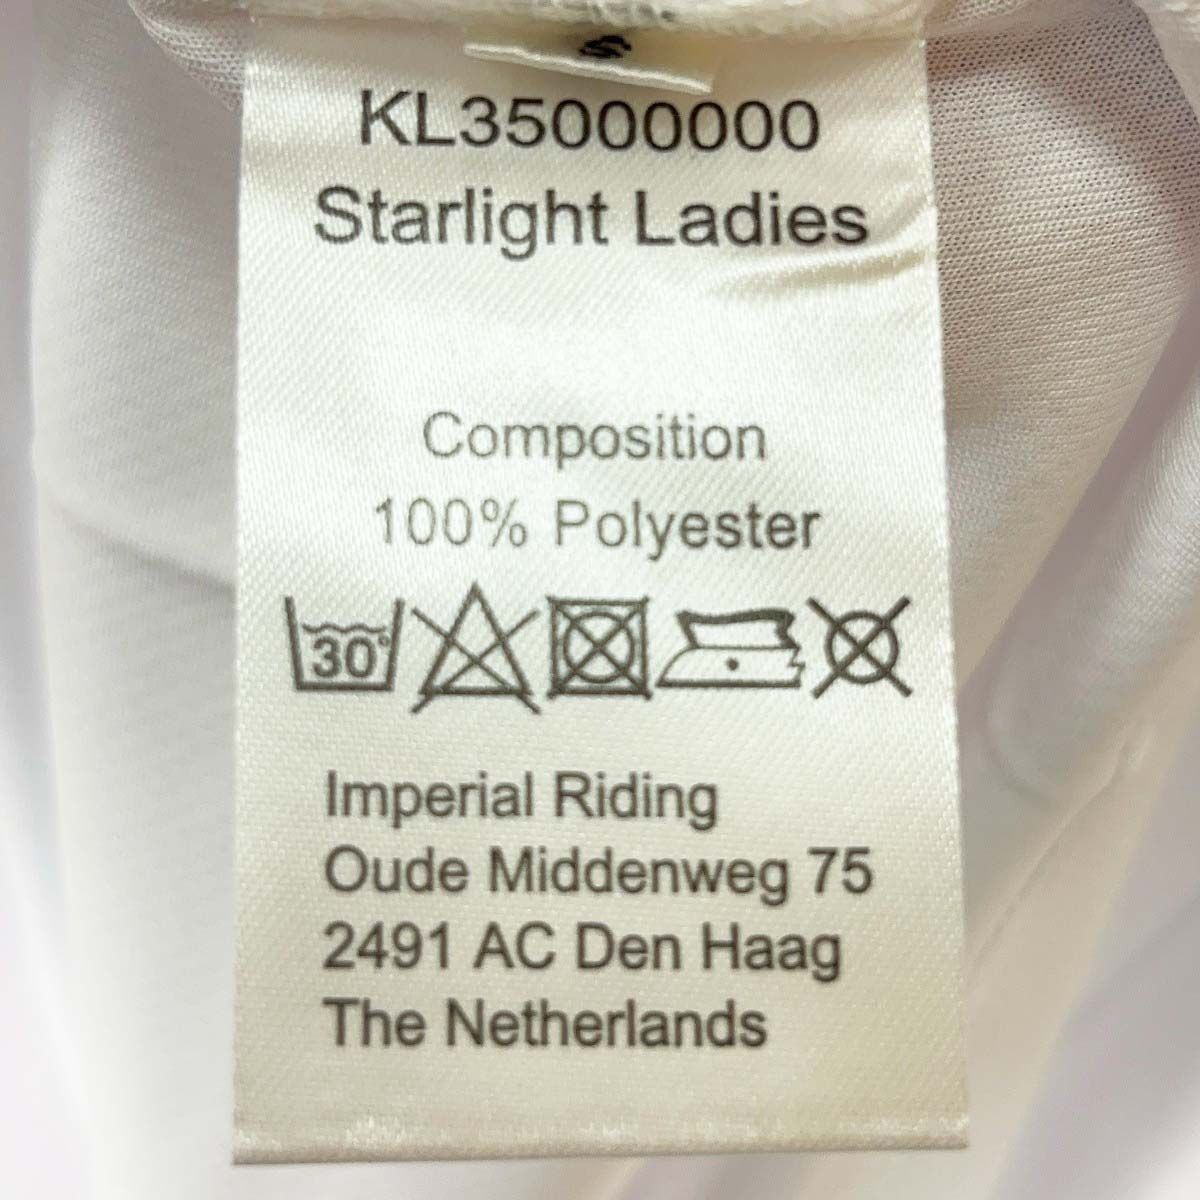 S
KL35000000
Starlight Ladies
Composition
100% Polyester
30°
Imperial Riding
Oude Middenweg 75
2491 AC Den Haag
The Netherlands